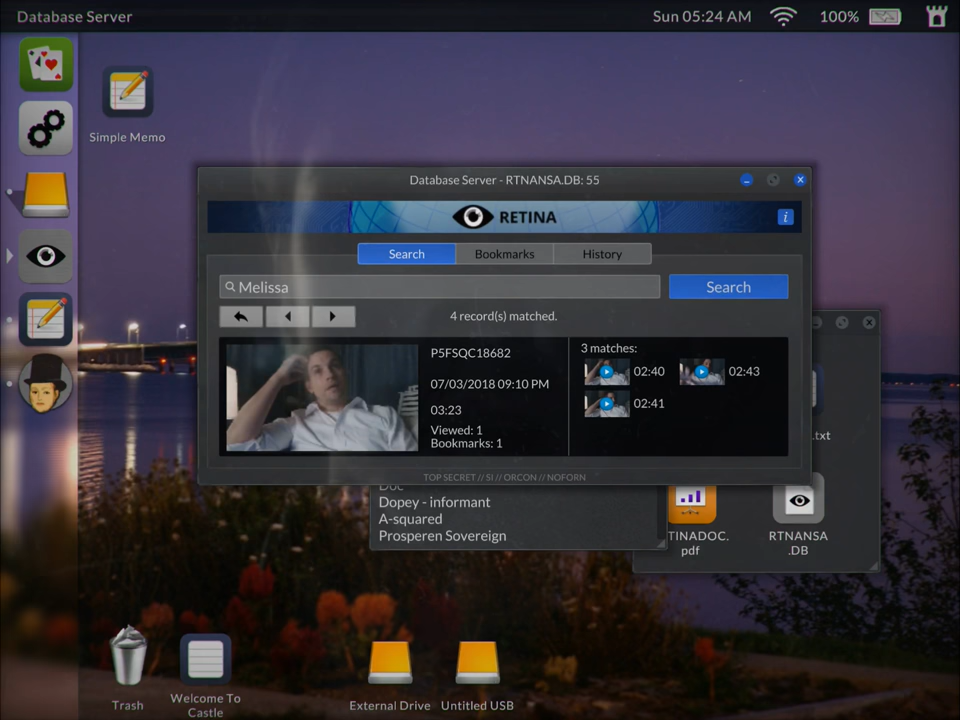 Database Server
Sun 05:24 AM
100%
Simple Memo
Database Server - RTNANSA.DB: 55
RETINA
i
Search
Bookmarks
History
Melissa
Search
4 record(s) matched.
P5FSQC18682
07/03/2018 09:10 PM
03:23
Viewed: 1
Bookmarks: 1
3 matches:
02:40
02:43
02:41
TOP SECRET // SI // ORCON // NOFORN
Doc
Dopey - informant
A-squared
Prosperen Sovereign
.txt
TINADOC.
pdf
RTNANSA
.DB
Trash
Welcome To
Castle
External Drive
Untitled USB